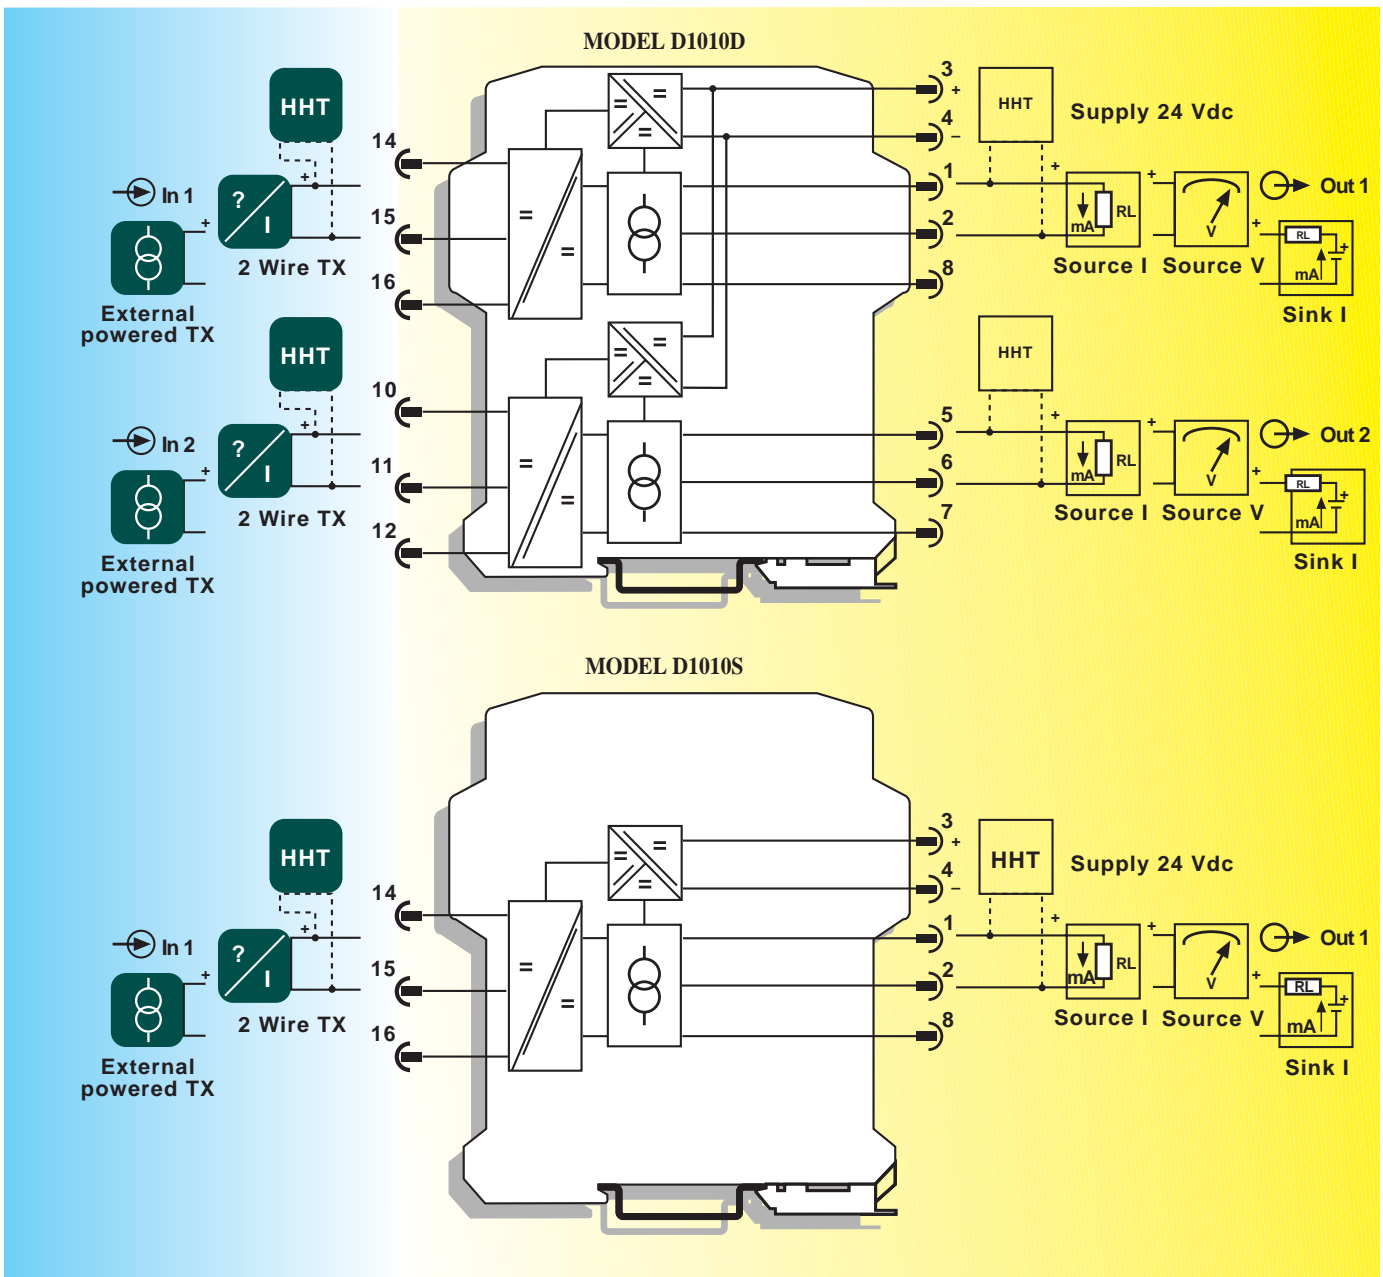 MODEL D1010D
HHT
14
In 1
+
+
?
I
15
2 Wire TX
16
External
powered TX
3
+
4
–
HHT
Supply 24 Vdc
1
+
mA
RL
+
V
Out 1
2
+
RL
+
mA
Source I
Source V
8
Sink I
HHT
10
In 2
+
+
?
I
11
2 Wire TX
12
External
powered TX
HHT
5
+
mA
RL
+
V
Out 2
6
+
RL
+
mA
Source I
Source V
7
Sink I
MODEL D1010S
HHT
14
In 1
+
+
?
I
15
2 Wire TX
16
External
powered TX
3
+
4
–
HHT
Supply 24 Vdc
1
+
mA
RL
+
V
Out 1
2
+
RL
+
mA
Source I
Source V
8
Sink I